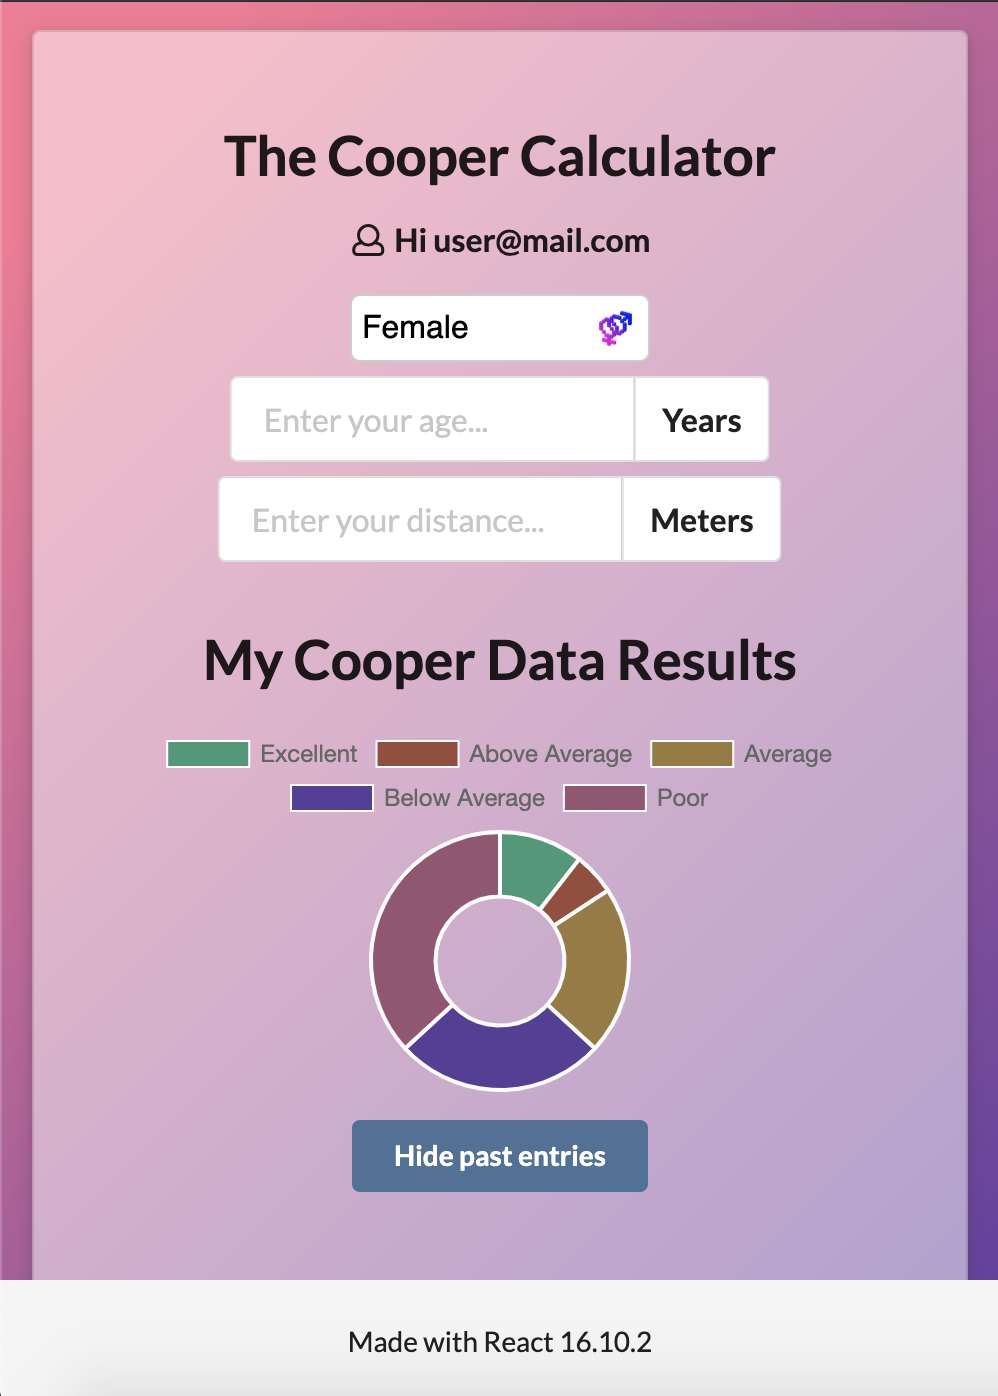 The Cooper Calculator
Hi user@mail.com
Female
Enter your age... Years
Enter your distance... Meters
My Cooper Data Results
Excellent Above Average Average
Below Average Poor
Hide past entries
Made with React 16.10.2